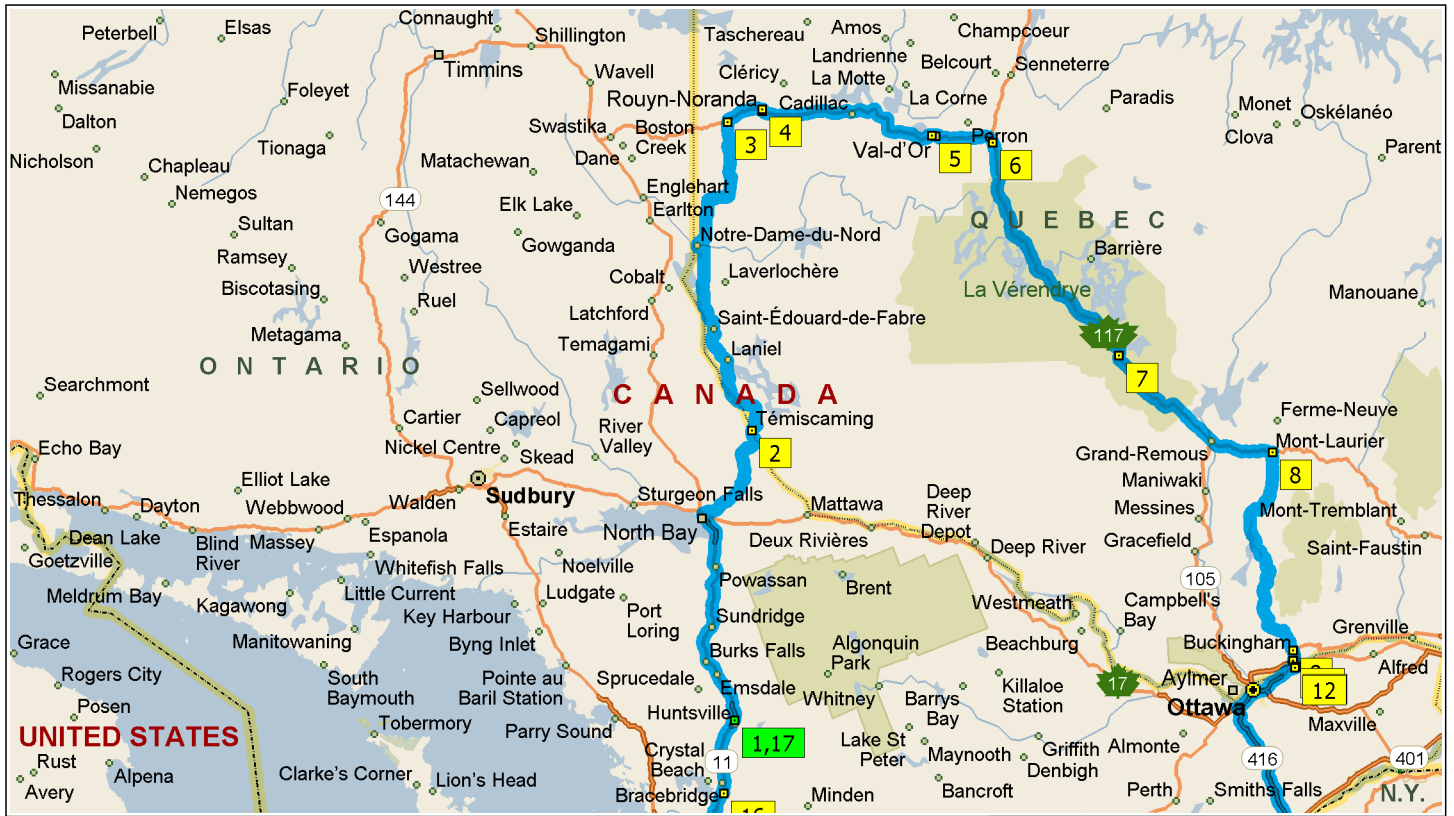 Connaught
Peterbell
Elsas
Shillington
Taschereau
Amos
Champcoeur
Landrienne
Timmins
Wavell
Cléricy
La Motte
Belcourt
Senneterre
Missanabie
Foleyet
Rouyn-Noranda
Cadillac
La Corne
Paradis
Monet
Oskélanéo
Dalton
Swastika
Boston
Creek
3
4
Perron
Clova
Tionaga
Val-d'Or
5
6
Parent
Nicholson
Chapleau
Matachewan
Dane
Nemegos
144
Englehart
Elk Lake
Earlton
Sultan
Gogama
Gowganda
Notre-Dame-du-Nord
QUEBEC
Barrière
Ramsey
Westree
Cobalt
Laverlochère
La Vérendrye
Biscotasing
Ruel
Latchford
Saint-Édouard-de-Fabre
Manouane
Metagama
Temagami
Laniel
117
ONTARIO
7
Searchmont
Sellwood
CANADA
Cartier
Capreol
River
Valley
Témiscaming
Ferme-Neuve
Echo Bay
Nickel Centre
Skead
2
Grand-Remous
Mont-Laurier
Elliot Lake
Maniwaki
8
Thessalon
Dayton
Webbwood
Walden
Sudbury
Sturgeon Falls
Mattawa
Deep
River
Depot
Messines
Mont-Tremblant
Dean Lake
Blind
River
Massey
Espanola
Estaire
North Bay
Deux Rivières
Deep River
Gracefield
Saint-Faustin
Goetzville
Whitefish Falls
Noelville
Powassan
Brent
105
Meldrum Bay
Kagawong
Little Current
Ludgate
Key Harbour
Port
Loring
Sundridge
Westmeath
Campbell's
Bay
Grace
Manitowaning
Byng Inlet
Burks Falls
Algonquin
Park
Beachburg
Buckingham
Grenville
Rogers City
South
Baymouth
Pointe au
Baril Station
Sprucedale
Emsdale
Whitney
Barrys
Bay
Killaloe
Station
17
Aylmer
Alfred
12
Posen
Tobermory
Parry Sound
Huntsville
1,17
Ottawa
Maxville
UNITED STATES
Lake St
Peter
Maynooth
Griffith
Denbigh
Almonte
Rust
Alpena
Clarke's Corner
Lion's Head
Crystal
Beach
11
416
401
Avery
Bracebridge
Minden
Bancroft
Perth
Smiths Falls
N.Y.